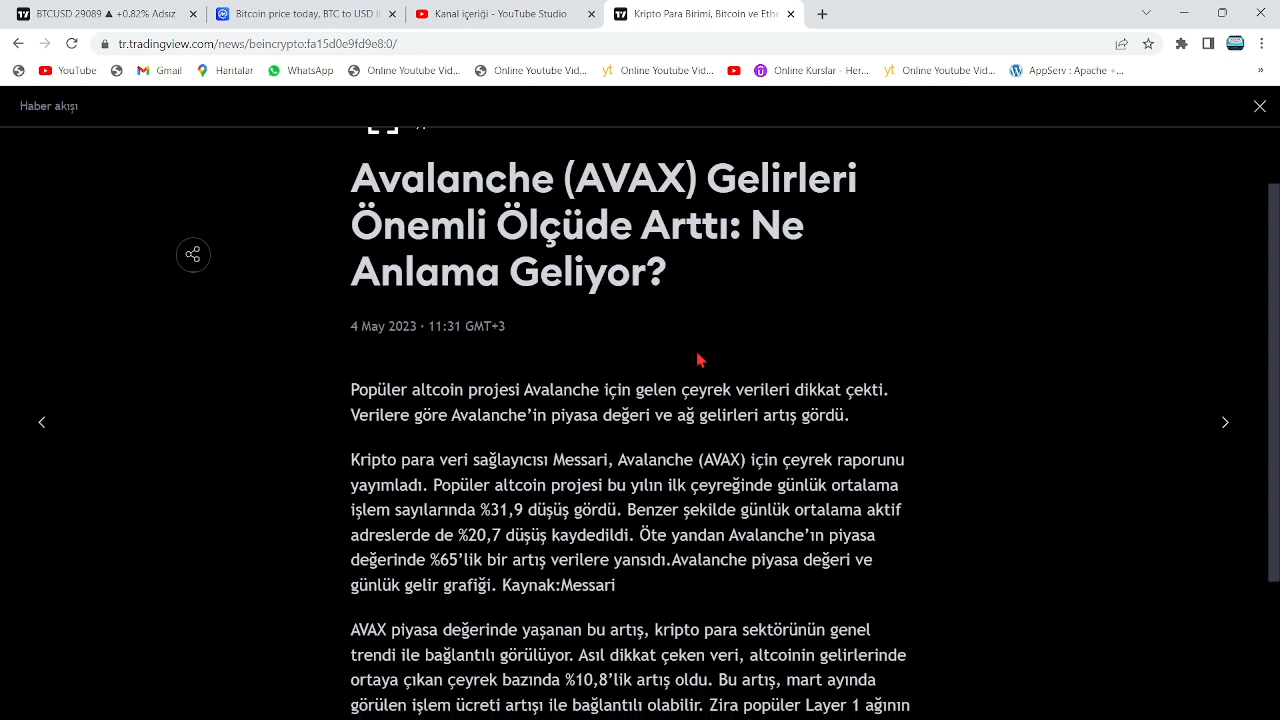 BTCUSD 29089 ▲ +0.82% Adsız
Bitcoin price today, BTC to USD li
Kanal içeriği - YouTube Studio
Kripto Para Birimi, Bitcoin ve Ethe
tr.tradingview.com/news/beincrypto:fa15d0e9fd9e8:0/
YouTube
Gmail
Haritalar
WhatsApp
Online Youtube Vid...
Online Youtube Vid...
yt Online Youtube Vid...
Online Kurslar - Her...
yt Online Youtube Vid...
AppServ : Apache +...
»
Haber akışı
Avalanche (AVAX) Gelirleri
Önemli Ölçüde Arttı: Ne
Anlama Geliyor?
4 May 2023 · 11:31 GMT+3
Popüler altcoin projesi Avalanche için gelen çeyrek verileri dikkat çekti.
Verilere göre Avalanche’in piyasa değeri ve ağ gelirleri artış gördü.
Kripto para veri sağlayıcısı Messari, Avalanche (AVAX) için çeyrek raporunu
yayımladı. Popüler altcoin projesi bu yılın ilk çeyreğinde günlük ortalama
işlem sayılarında %31,9 düşüş gördü. Benzer şekilde günlük ortalama aktif
adreslerde de %20,7 düşüş kaydedildi. Öte yandan Avalanche’ın piyasa
değerinde %65’lik bir artış verilere yansıdı.Avalanche piyasa değeri ve
günlük gelir grafiği. Kaynak:Messari
AVAX piyasa değerinde yaşanan bu artış, kripto para sektörünün genel
trendi ile bağlantılı görülüyor. Asıl dikkat çeken veri, altcoinin gelirlerinde
ortaya çıkan çeyrek bazında %10,8’lik artış oldu. Bu artış, mart ayında
görülen işlem ücreti artışı ile bağlantılı olabilir. Zira popüler Layer 1 ağının